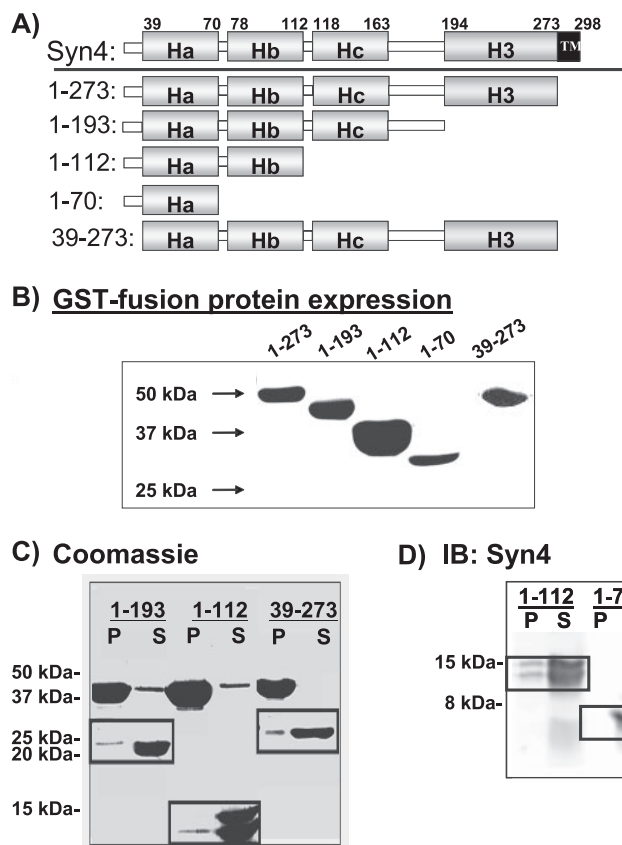 A)
39 70 78 112 118 163 194 273 298
Syn4: Ha Hb Hc H3 TM
1-273: Ha Hb Hc H3
1-193: Ha Hb Hc
1-112: Ha Hb
1-70: Ha
39-273: Ha Hb Hc H3
B) GST-fusion protein expression
1-273 1-193 1-112 1-70 39-273
50 kDa
37 kDa
25 kDa
C) Coomassie
1-193 1-112 39-273
P S P S P S
50 kDa-
37 kDa-
25 kDa-
20 kDa-
15 kDa-
D) IB: Syn4
1-112 1-7
P S P
15 kDa-
8 kDa-